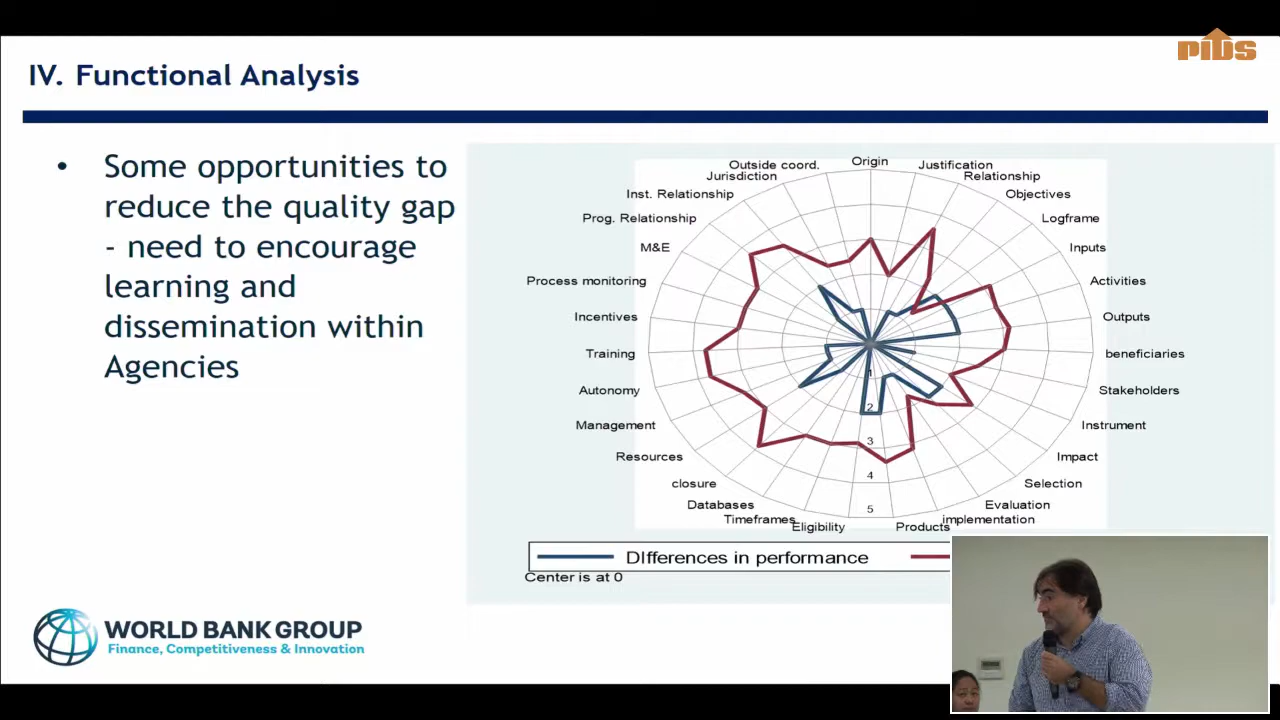 PIDS
IV. Functional Analysis
• Some opportunities to
reduce the quality gap
- need to encourage
learning and
dissemination within
Agencies
Origin
Justification
Relationship
Objectives
Logframe
Inputs
Activities
Outputs
beneficiaries
Stakeholders
Instrument
Impact
Selection
Evaluation
implementation
Products
Eligibility
Timeframes
Databases
closure
Resources
Management
Autonomy
Training
Incentives
Process monitoring
M&E
Prog. Relationship
Inst. Relationship
Jurisdiction
Outside coord.
1
2
3
4
5
DIfferences in performance
Center is at 0
WORLD BANK GROUP
Finance, Competitiveness & Innovation